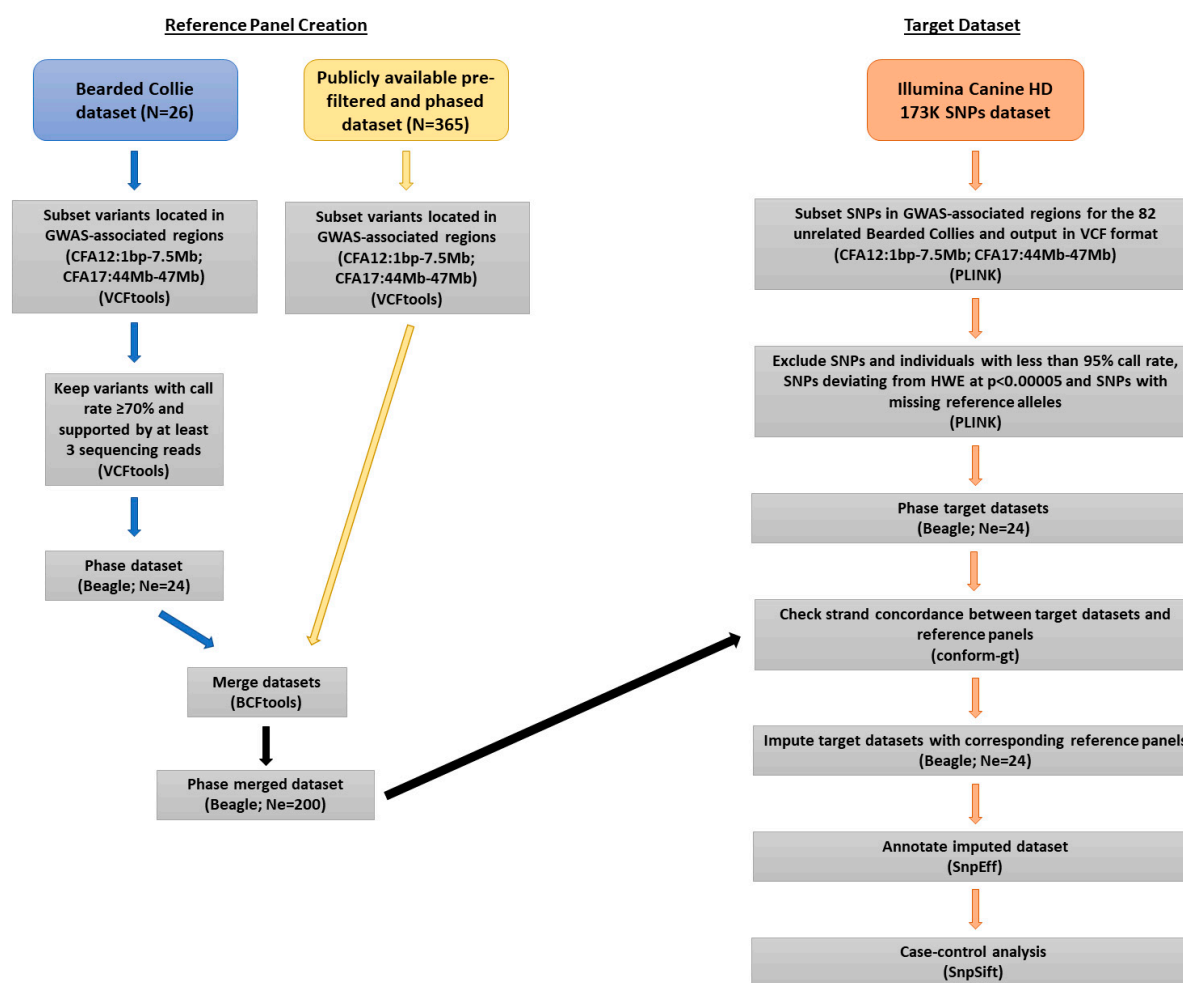 Reference Panel Creation
Bearded Collie
dataset (N=26)
Publicly available pre-
filtered and phased
dataset (N=365)
Subset variants located in
GWAS-associated regions
(CFA12:1bp-7.5Mb;
CFA17:44Mb-47Mb)
(VCFtools)
Subset variants located in
GWAS-associated regions
(CFA12:1bp-7.5Mb;
CFA17:44Mb-47Mb)
(VCFtools)
Keep variants with call
rate ≥70% and
supported by at least
3 sequencing reads
(VCFtools)
Phase dataset
(Beagle; Ne=24)
Merge datasets
(BCFtools)
Phase merged dataset
(Beagle; Ne=200)
Target Dataset
Illumina Canine HD
173K SNPs dataset
Subset SNPs in GWAS-associated regions for the 82
unrelated Bearded Collies and output in VCF format
(CFA12:1bp-7.5Mb; CFA17:44Mb-47Mb)
(PLINK)
Exclude SNPs and individuals with less than 95% call rate,
SNPs deviating from HWE at p<0.00005 and SNPs with
missing reference alleles
(PLINK)
Phase target datasets
(Beagle; Ne=24)
Check strand concordance between target datasets and
reference panels
(conform-gt)
Impute target datasets with corresponding reference panels
(Beagle; Ne=24)
Annotate imputed dataset
(SnpEff)
Case-control analysis
(SnpSift)